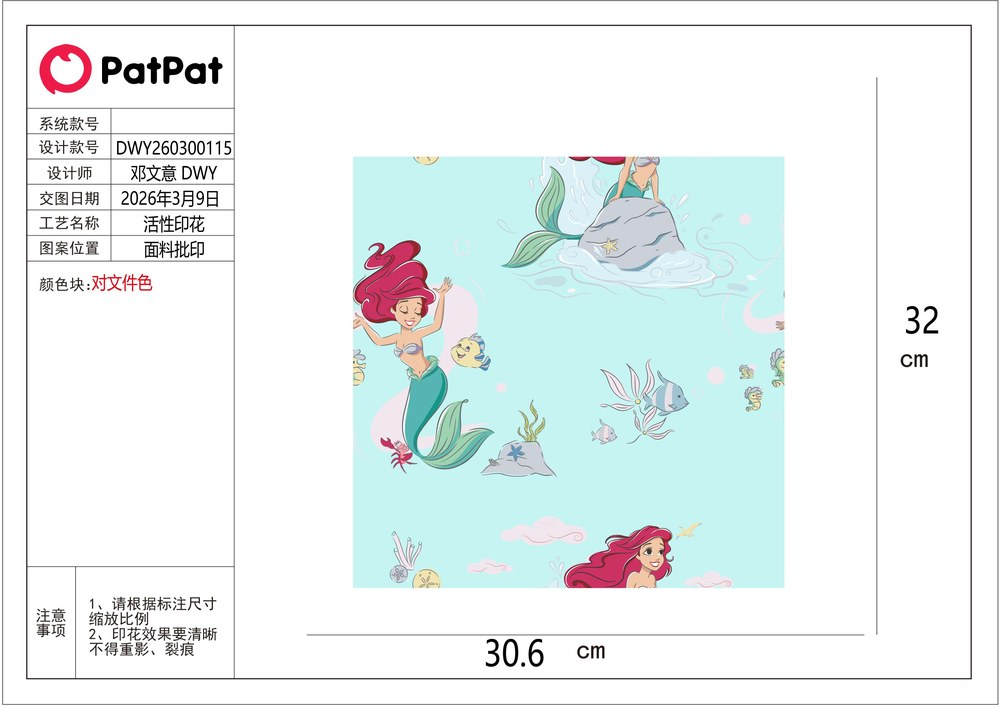 PatPat
系统款号
设计款号 DWY260300115
设计师 邓文意 DWY
交图日期 2026年3月9日
工艺名称 活性印花
图案位置 面料批印
颜色块:对文件色
32
cm
30.6 cm
注意
事项
1、请根据标注尺寸
缩放比例
2、印花效果要清晰
不得重影、裂痕